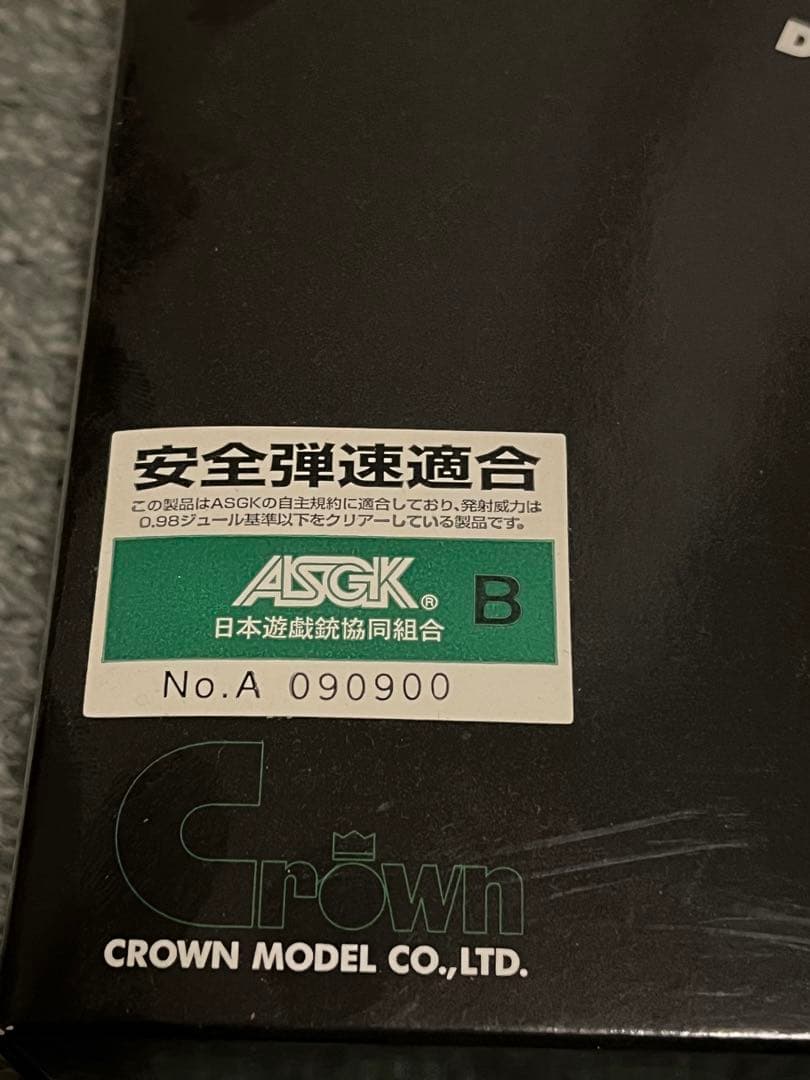 安全弾速適合
この製品はASGKの自主規約に適合しており、発射威力は
0.98ジュール基準以下をクリアーしている製品です。
ASGK® B
日本遊戯銃協同組合
No.A 090900
Crown
CROWN MODEL CO.,LTD.